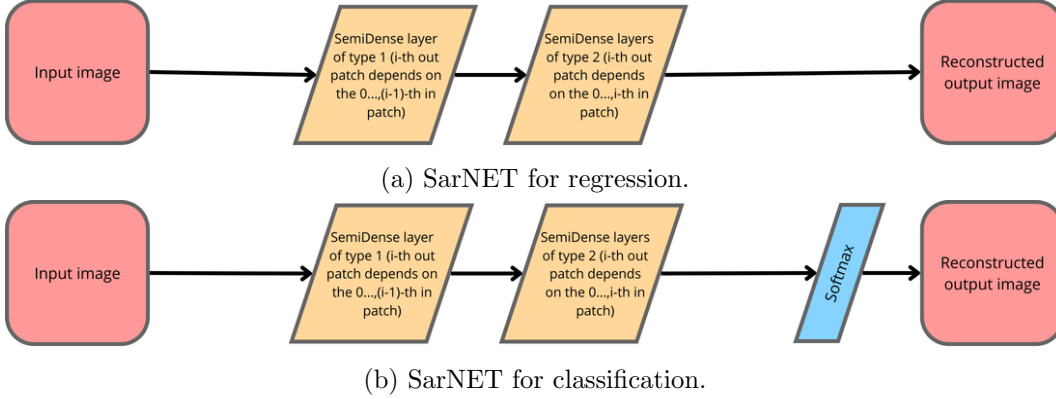 Input image
SemiDense layer
of type 1 (i-th out
patch depends on
the 0...,(i-1)-th in
patch)
SemiDense layers
of type 2 (i-th out
patch depends
on the 0...,i-th in
patch)
Reconstructed
output image
(a) SarNET for regression.
Input image
SemiDense layer
of type 1 (i-th out
patch depends on
the 0...,(i-1)-th in
patch)
SemiDense layers
of type 2 (i-th out
patch depends
on the 0...,i-th in
patch)
Softmax
Reconstructed
output image
(b) SarNET for classification.